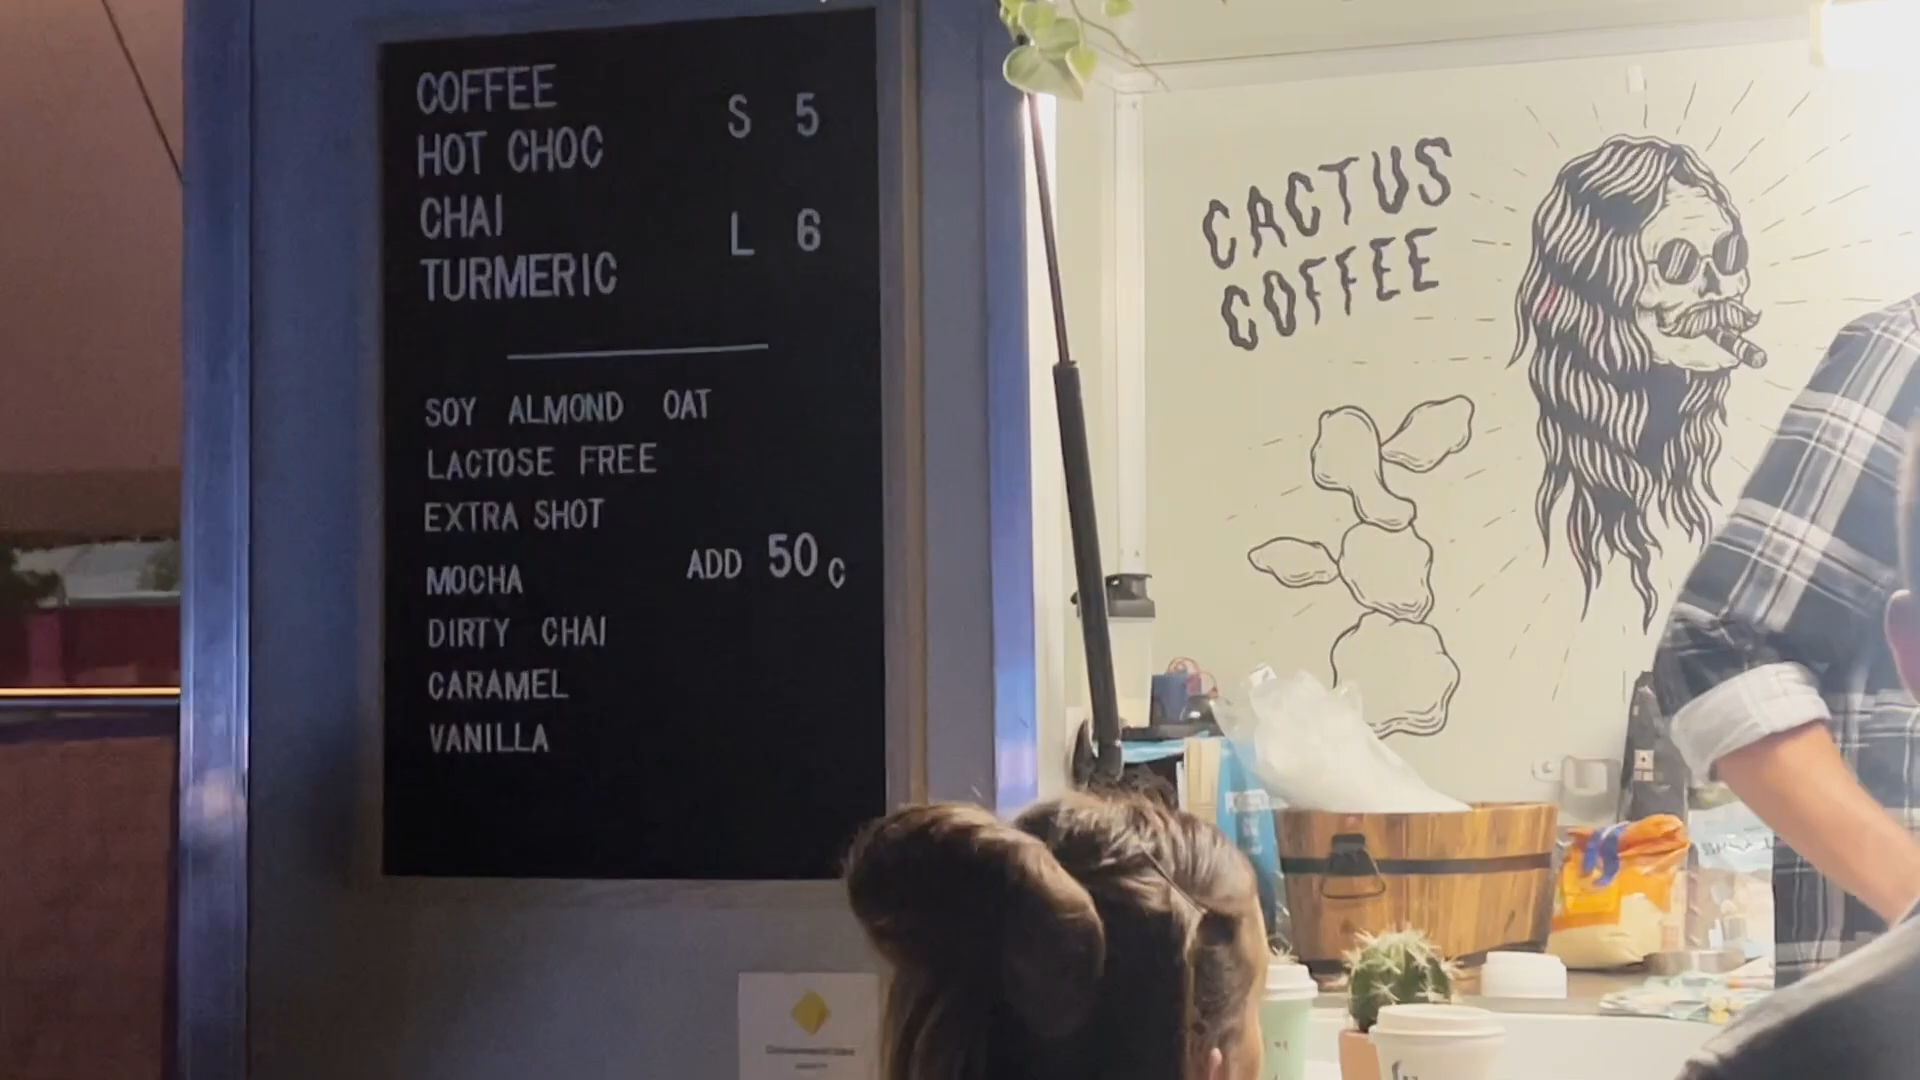 COFFEE
HOT CHOC
S 5
CHAI
L 6
TURMERIC
SOY ALMOND OAT
LACTOSE FREE
EXTRA SHOT
MOCHA
ADD 50c
DIRTY CHAI
CARAMEL
VANILLA
CACTUS
COFFEE